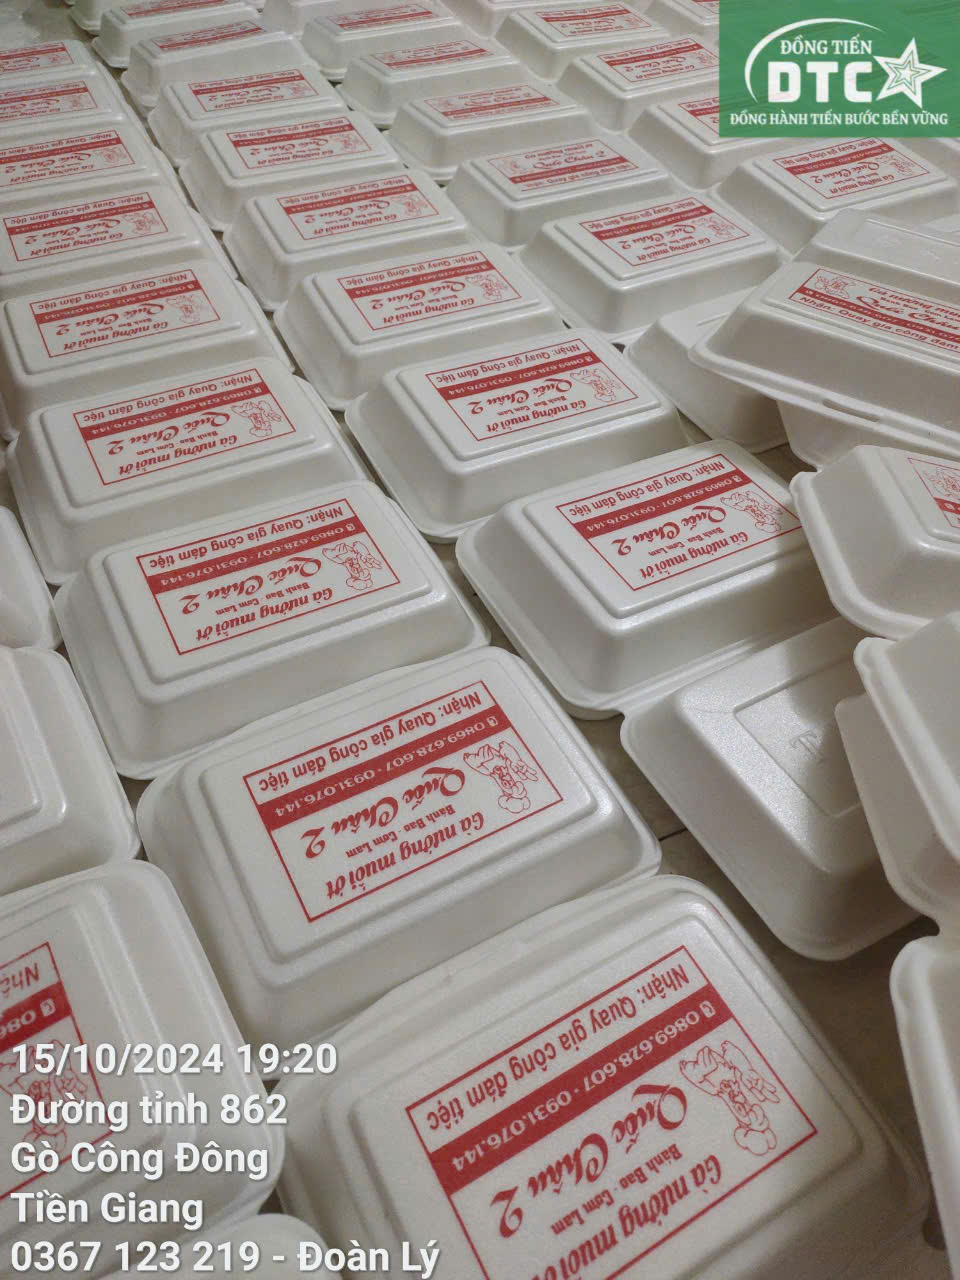 ĐỒNG TIẾN
DTC
ĐỒNG HÀNH TIẾN BƯỚC BỀN VỮNG
Gà nướng muối ớt
Bánh Bao - Cơm Lam
Quốc Châu 2
0869.628.607 - 0931.076.144
Nhận: Quay gia công đám tiệc
15/10/2024 19:20
Đường tỉnh 862
Gò Công Đông
Tiền Giang
0367 123 219 - Đoàn Lý